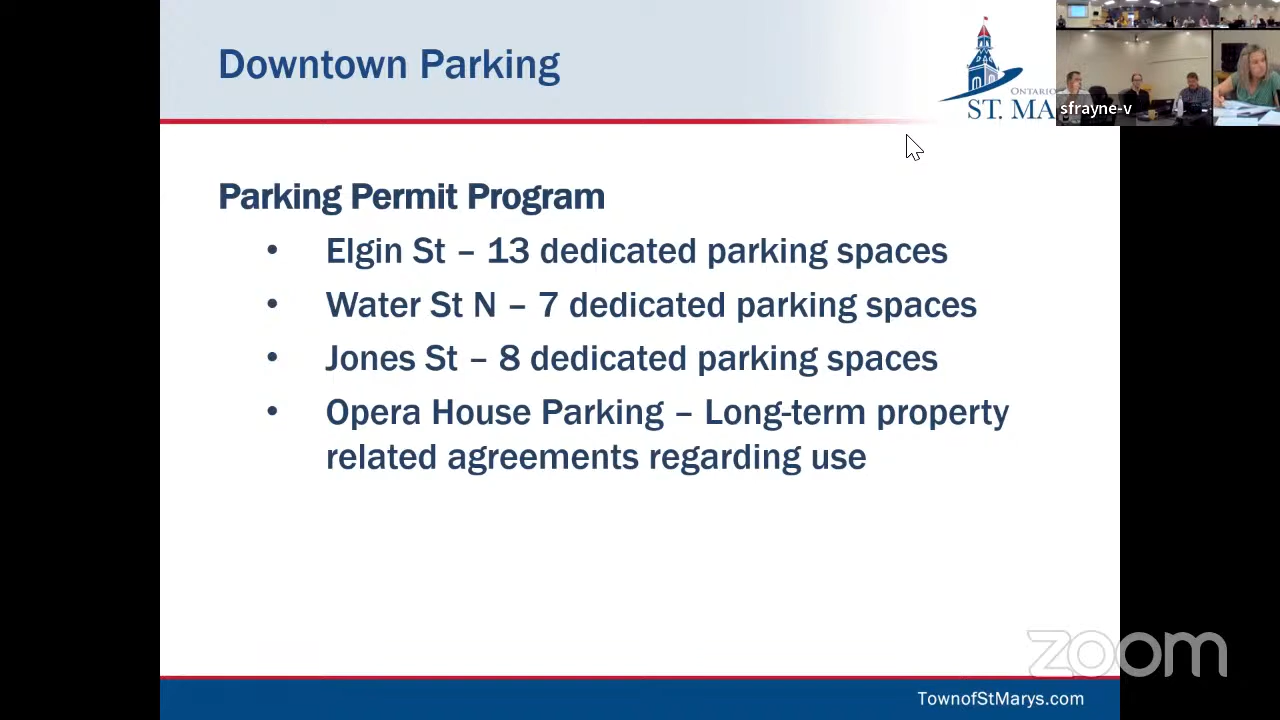 Downtown Parking
ONTARIO
ST. MA
sfrayne-v
Parking Permit Program
• Elgin St – 13 dedicated parking spaces
• Water St N – 7 dedicated parking spaces
• Jones St – 8 dedicated parking spaces
• Opera House Parking – Long-term property
related agreements regarding use
zoom
TownofStMarys.com